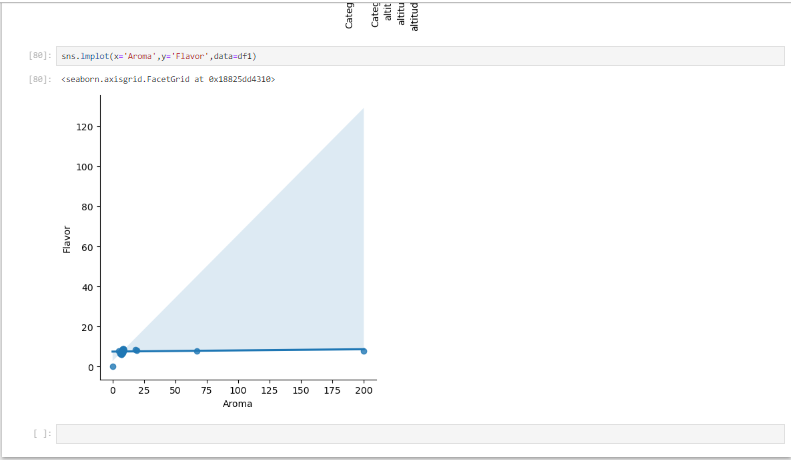 Categ
Categ
altit
altitu
altitud
[80]: sns.lmplot(x='Aroma',y='Flavor',data=df1)
[80]: <seaborn.axisgrid.FacetGrid at 0x18825dd4310>
120
100
80
60
40
20
0
Flavor
0 25 50 75 100 125 150 175 200
Aroma
[ ]: